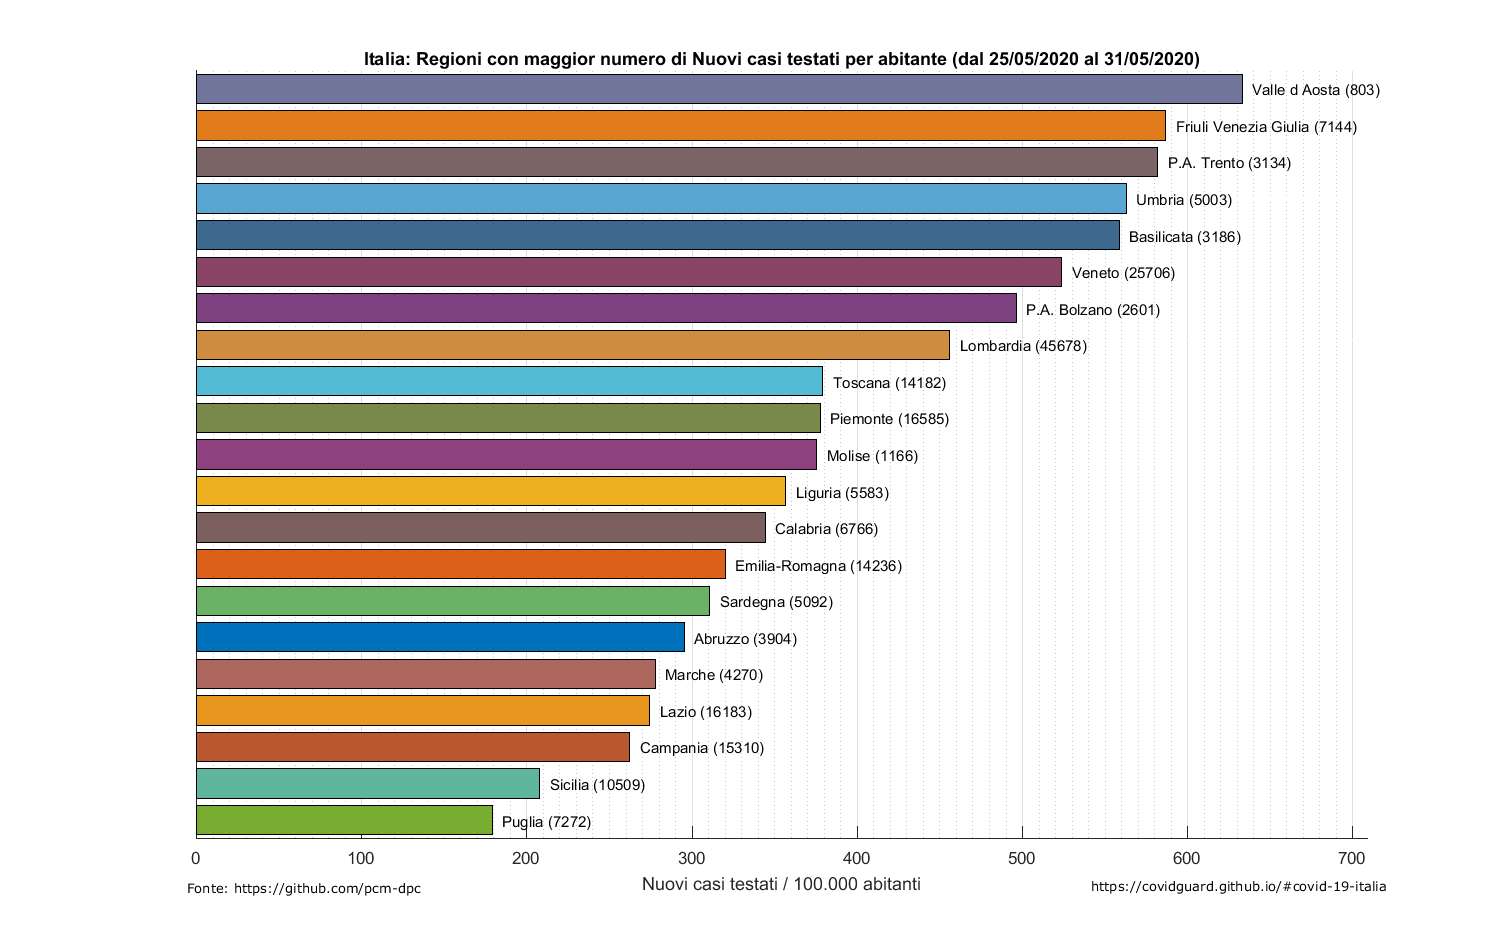 Italia: Regioni con maggior numero di Nuovi casi testati per abitante (dal 25/05/2020 al 31/05/2020)
Valle d Aosta (803)
Friuli Venezia Giulia (7144)
P.A. Trento (3134)
Umbria (5003)
Basilicata (3186)
Veneto (25706)
P.A. Bolzano (2601)
Lombardia (45678)
Toscana (14182)
Piemonte (16585)
Molise (1166)
Liguria (5583)
Calabria (6766)
Emilia-Romagna (14236)
Sardegna (5092)
Abruzzo (3904)
Marche (4270)
Lazio (16183)
Campania (15310)
Sicilia (10509)
Puglia (7272)
0 100 200 300 400 500 600 700
Nuovi casi testati / 100.000 abitanti
Fonte: https://github.com/pcm-dpc
https://covidguard.github.io/#covid-19-italia